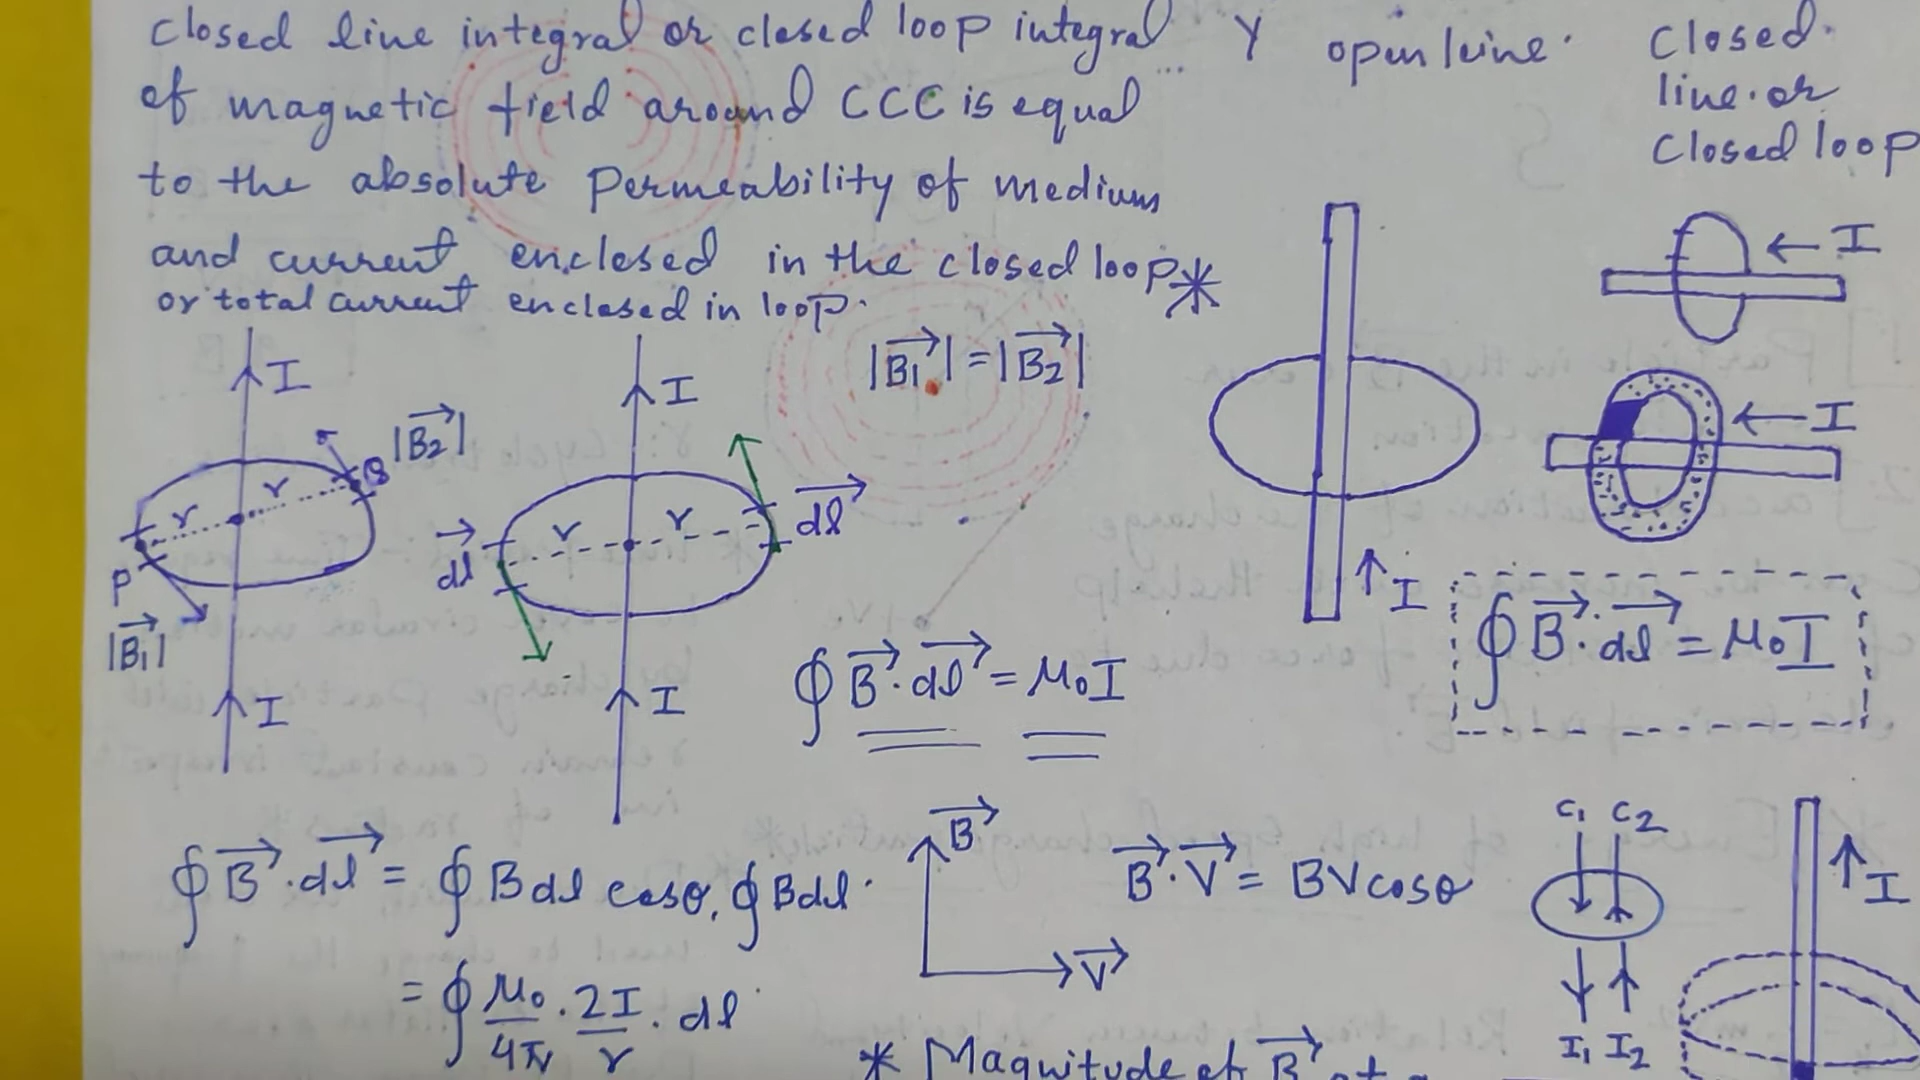 closed line integral or closed loop integral
of magnetic field around CCC is equal
to the absolute Permeability of medium
and current enclosed in the closed loop*
or total current enclosed in loop.
Y open line.
Closed.
line.or
Closed loop
|B₁→| = |B₂→|
I
|B₂→|
r
r
P
|B₁→|
I
I
dl→
r
r
dl→
I
∮ B→.dl→ = μ₀I
I
I
I
∮ B→.dl→ = μ₀I
∮ B→.dl→ = ∮ Bdl cosθ, ∮ Bdl.
= ∮ μ₀/4π . 2I/r . dl
B→
V→
B→.V→ = BVcosθ
C₁ C₂
I₁ I₂
I
* Magnitude of B→ at